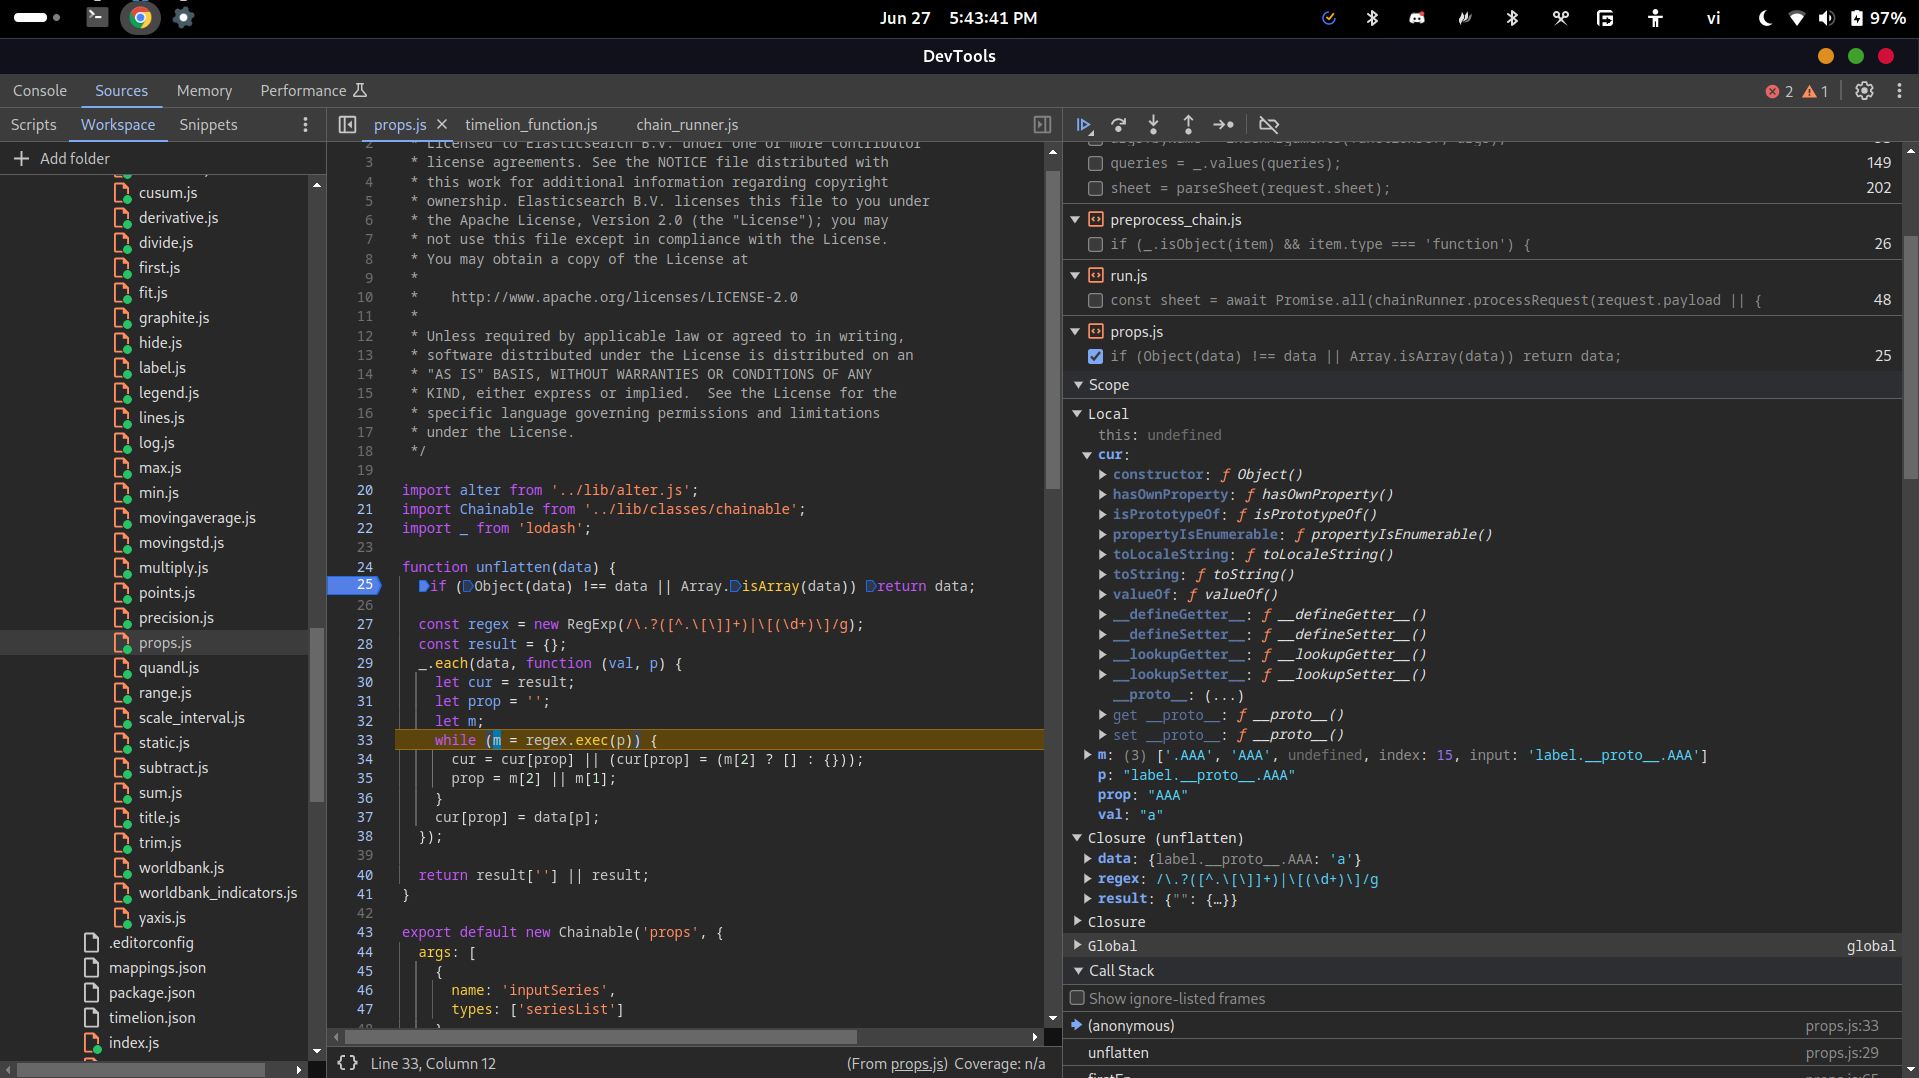 Jun 27 5:43:41 PM
vi
97%
DevTools
Console
Sources
Memory
Performance
2
1
Scripts
Workspace
Snippets
Add folder
cusum.js
derivative.js
divide.js
first.js
fit.js
graphite.js
hide.js
label.js
legend.js
lines.js
log.js
max.js
min.js
movingaverage.js
movingstd.js
multiply.js
points.js
precision.js
props.js
quandl.js
range.js
scale_interval.js
static.js
subtract.js
sum.js
title.js
trim.js
worldbank.js
worldbank_indicators.js
yaxis.js
.editorconfig
mappings.json
package.json
timelion.json
index.js
props.js
timelion_function.js
chain_runner.js
2 * Licensed to Elasticsearch B.V. under one or more contributor
3 * license agreements. See the NOTICE file distributed with
4 * this work for additional information regarding copyright
5 * ownership. Elasticsearch B.V. licenses this file to you under
6 * the Apache License, Version 2.0 (the "License"); you may
7 * not use this file except in compliance with the License.
8 * You may obtain a copy of the License at
9 *
10 *    http://www.apache.org/licenses/LICENSE-2.0
11 *
12 * Unless required by applicable law or agreed to in writing,
13 * software distributed under the License is distributed on an
14 * "AS IS" BASIS, WITHOUT WARRANTIES OR CONDITIONS OF ANY
15 * KIND, either express or implied.  See the License for the
16 * specific language governing permissions and limitations
17 * under the License.
18 */
19
20 import alter from '../lib/alter.js';
21 import Chainable from '../lib/classes/chainable';
22 import _ from 'lodash';
23
24 function unflatten(data) {
25   if (Object(data) !== data || Array.isArray(data)) return data;
26
27   const regex = new RegExp(/\.?([^.\[\]]+)|\[(\d+)\]/g);
28   const result = {};
29   _.each(data, function (val, p) {
30     let cur = result;
31     let prop = '';
32     let m;
33     while (m = regex.exec(p)) {
34       cur = cur[prop] || (cur[prop] = (m[2] ? [] : {}));
35       prop = m[2] || m[1];
36     }
37     cur[prop] = data[p];
38   });
39
40   return result[''] || result;
41 }
42
43 export default new Chainable('props', {
44   args: [
45     {
46       name: 'inputSeries',
47       types: ['seriesList']
Line 33, Column 12
(From props.js) Coverage: n/a
queries = _.values(queries); 149
sheet = parseSheet(request.sheet); 202
preprocess_chain.js
if (_.isObject(item) && item.type === 'function') { 26
run.js
const sheet = await Promise.all(chainRunner.processRequest(request.payload || { 48
props.js
if (Object(data) !== data || Array.isArray(data)) return data; 25
Scope
Local
this: undefined
cur:
constructor: ƒ Object()
hasOwnProperty: ƒ hasOwnProperty()
isPrototypeOf: ƒ isPrototypeOf()
propertyIsEnumerable: ƒ propertyIsEnumerable()
toLocaleString: ƒ toLocaleString()
toString: ƒ toString()
valueOf: ƒ valueOf()
__defineGetter__: ƒ __defineGetter__()
__defineSetter__: ƒ __defineSetter__()
__lookupGetter__: ƒ __lookupGetter__()
__lookupSetter__: ƒ __lookupSetter__()
__proto__: (...)
get __proto__: ƒ __proto__()
set __proto__: ƒ __proto__()
m: (3) ['.AAA', 'AAA', undefined, index: 15, input: 'label.__proto__.AAA']
p: "label.__proto__.AAA"
prop: "AAA"
val: "a"
Closure (unflatten)
data: {label.__proto__.AAA: 'a'}
regex: /\.?([^.\[\]]+)|\[(\d+)\]/g
result: {"": {…}}
Closure
Global global
Call Stack
Show ignore-listed frames
(anonymous) props.js:33
unflatten props.js:29